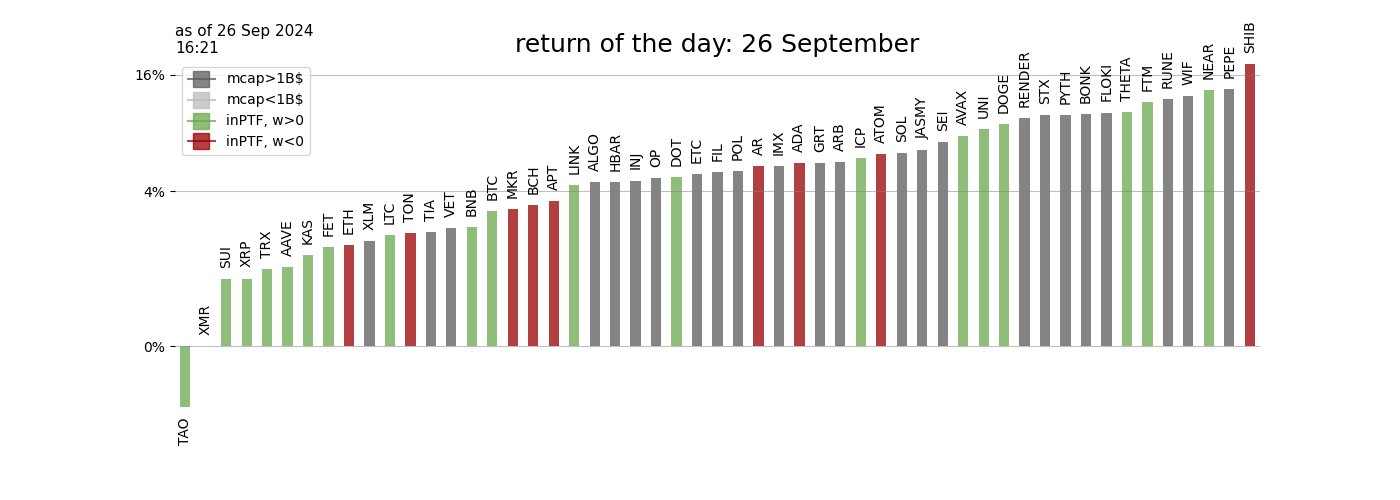 as of 26 Sep 2024
16:21
return of the day: 26 September
mcap>1B$
mcap<1B$
inPTF, w>0
inPTF, w<0
16%
4%
0%
TAO
XMR
SUI
XRP
TRX
AAVE
KAS
FET
ETH
XLM
LTC
TON
TIA
VET
BNB
BTC
MKR
BCH
APT
LINK
ALGO
HBAR
INJ
OP
DOT
ETC
FIL
POL
AR
IMX
ADA
GRT
ARB
ICP
ATOM
SOL
JASMY
SEI
AVAX
UNI
DOGE
RENDER
STX
PYTH
BONK
FLOKI
THETA
FTM
RUNE
WIF
NEAR
PEPE
SHIB